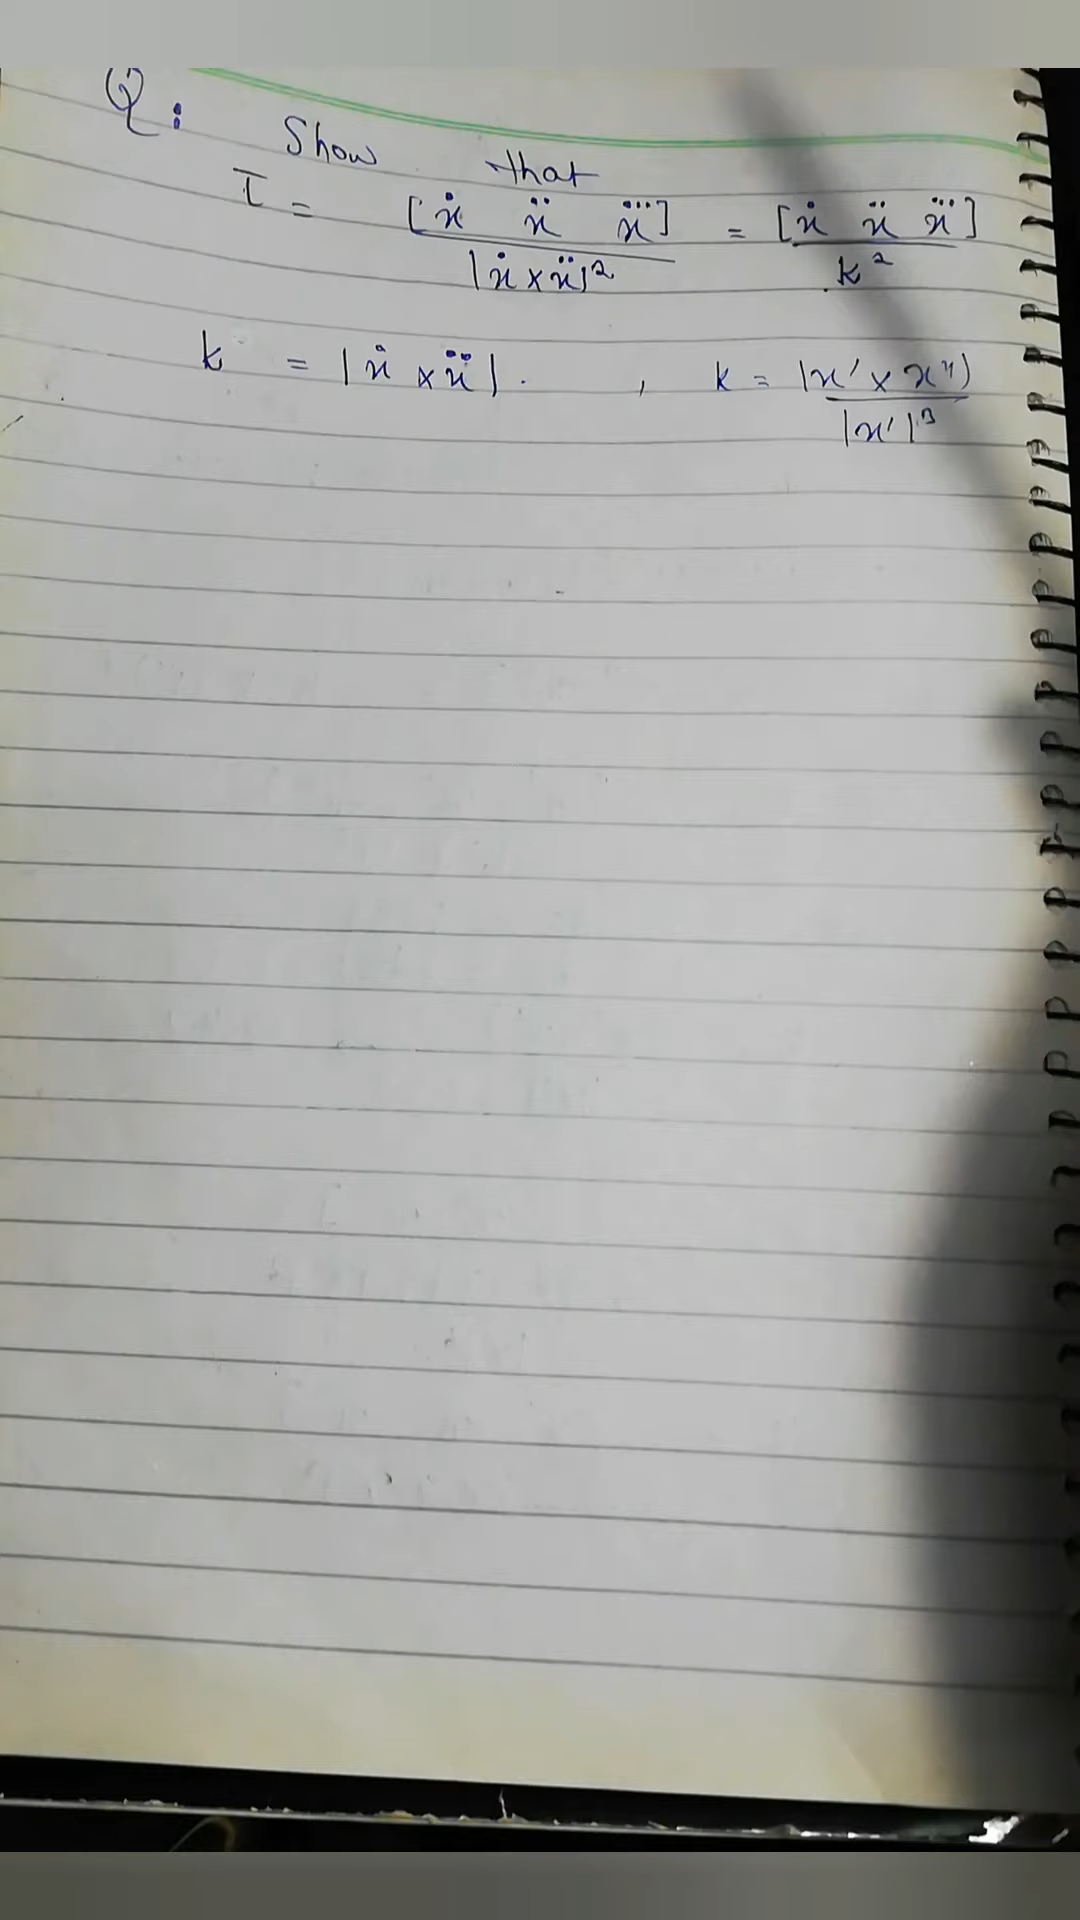 Q: Show that
τ = [ẋ ẍ x⃛] / |ẋ × ẍ|² = [ẋ ẍ x⃛] / k²
k = |ẋ × ẍ| . , k = |x′ × x″| / |x′|³